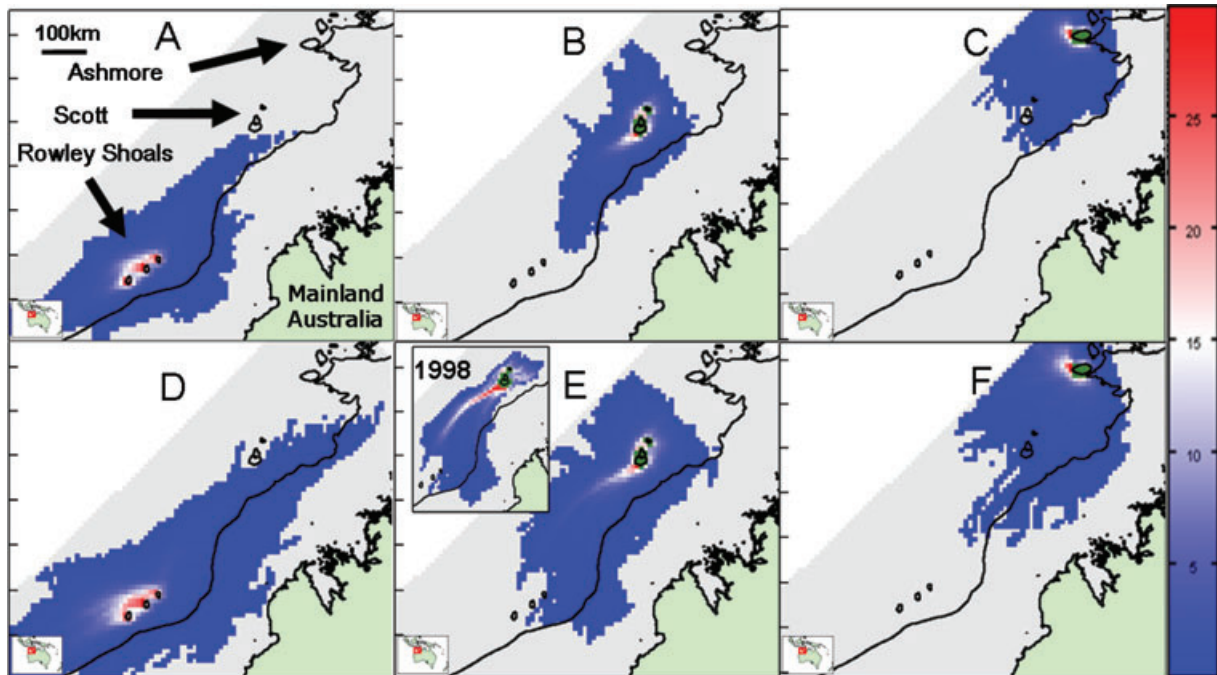 A
100km
Ashmore
Scott
Rowley Shoals
Mainland
Australia
B
C
25
20
15
10
5
D
1998
E
F